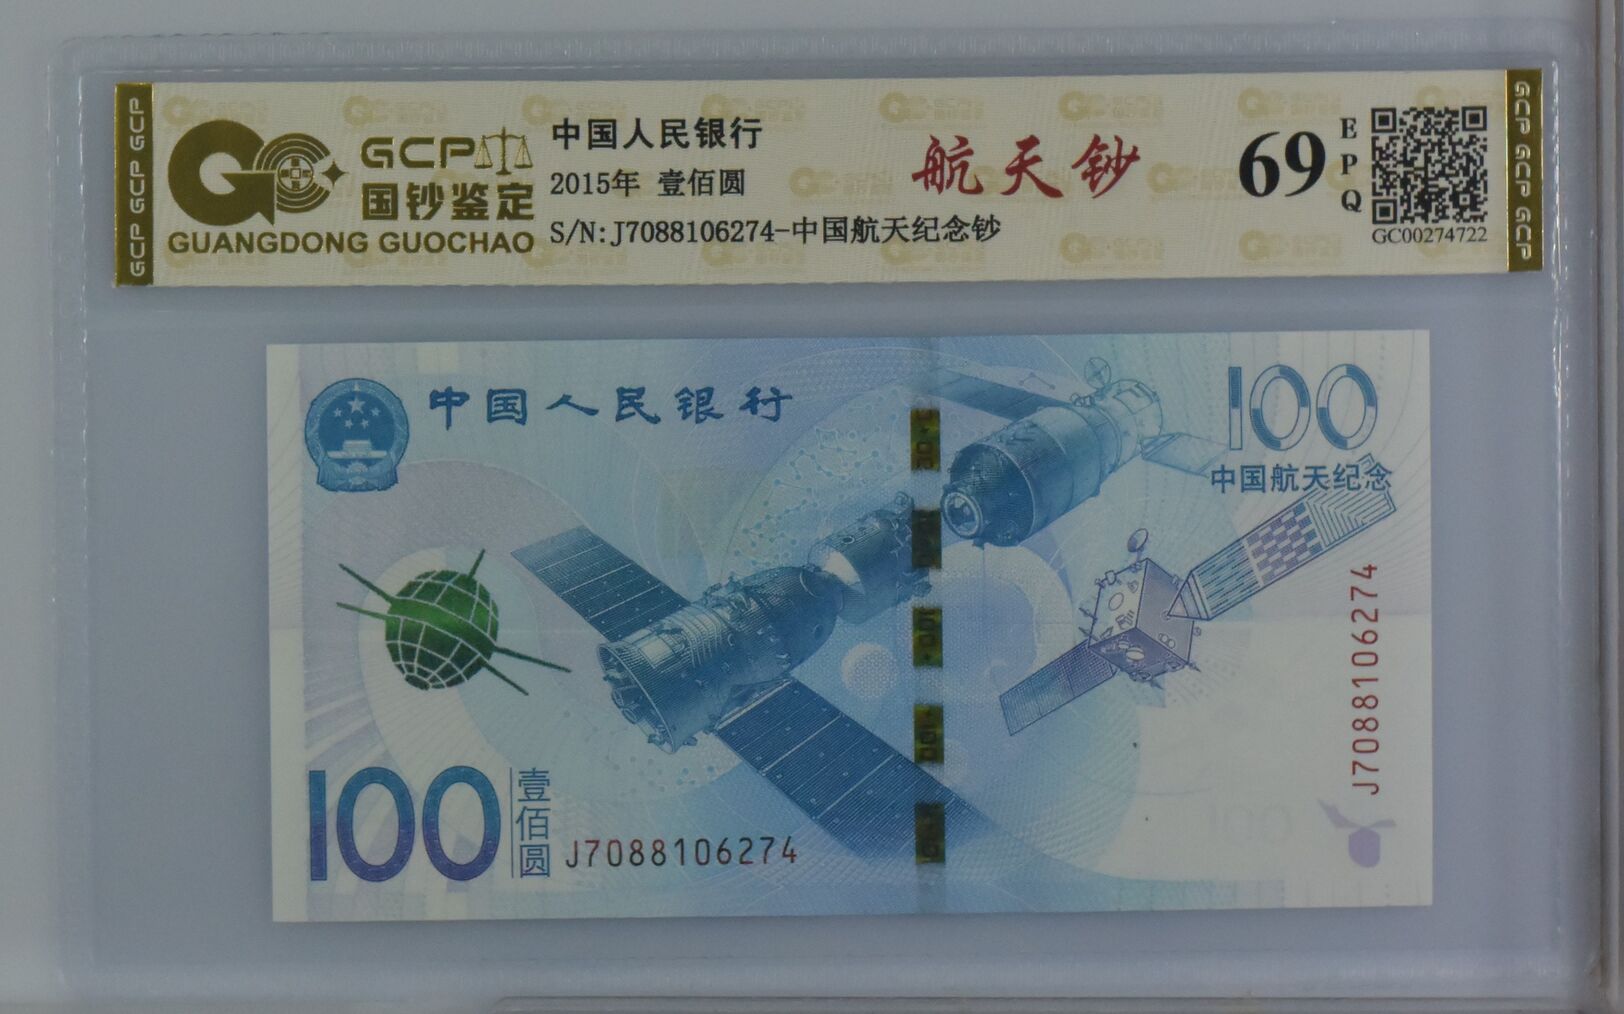 GCP GCP GCP
GCP
国钞鉴定
GUANGDONG GUOCHAO
中国人民银行
2015年 壹佰圆
S/N:J7088106274-中国航天纪念钞
航天钞
69
EPQ
GC00274722
GCP GCP GCP
中国人民银行
100
中国航天纪念
J7088106274
100
壹佰圆
J7088106274